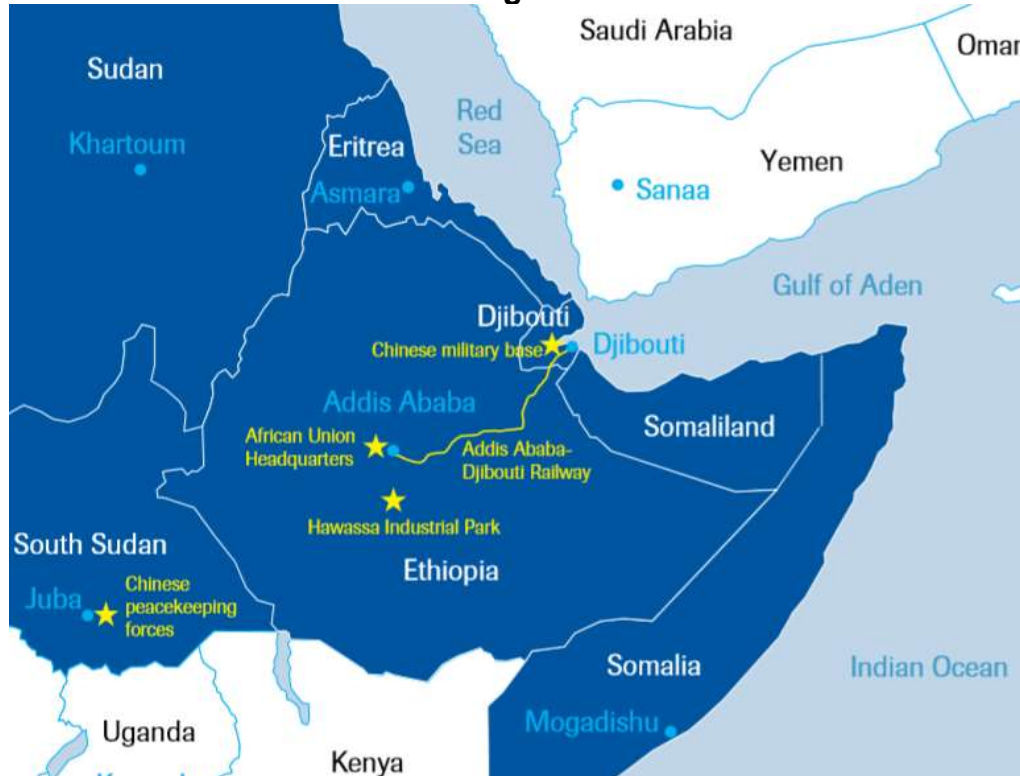 g
Saudi Arabia
Oman
Sudan
Red
Sea
Khartoum
Eritrea
Yemen
Asmara
Sanaa
Gulf of Aden
Djibouti
Chinese military base
Djibouti
Addis Ababa
African Union
Headquarters
Somaliland
Addis Ababa-
Djibouti Railway
Hawassa Industrial Park
South Sudan
Ethiopia
Juba
Chinese
peacekeeping
forces
Somalia
Indian Ocean
Mogadishu
Uganda
Kenya